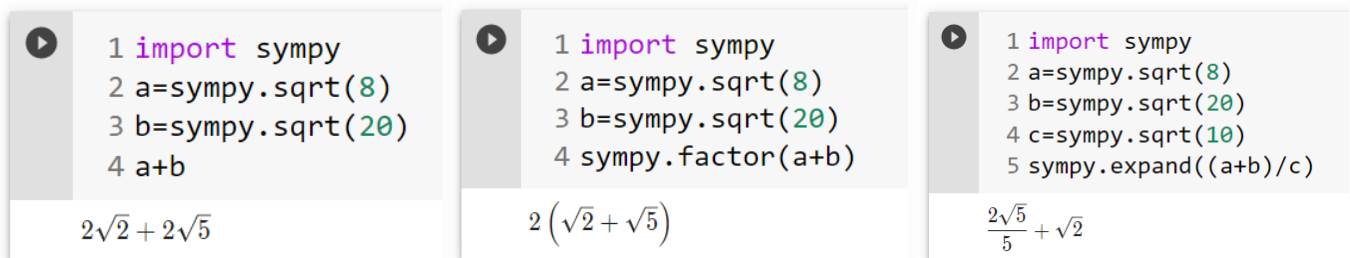 1 import sympy
2 a=sympy.sqrt(8)
3 b=sympy.sqrt(20)
4 a+b
2√2 + 2√5
1 import sympy
2 a=sympy.sqrt(8)
3 b=sympy.sqrt(20)
4 sympy.factor(a+b)
2(√2 + √5)
1 import sympy
2 a=sympy.sqrt(8)
3 b=sympy.sqrt(20)
4 c=sympy.sqrt(10)
5 sympy.expand((a+b)/c)
2√5/5 + √2